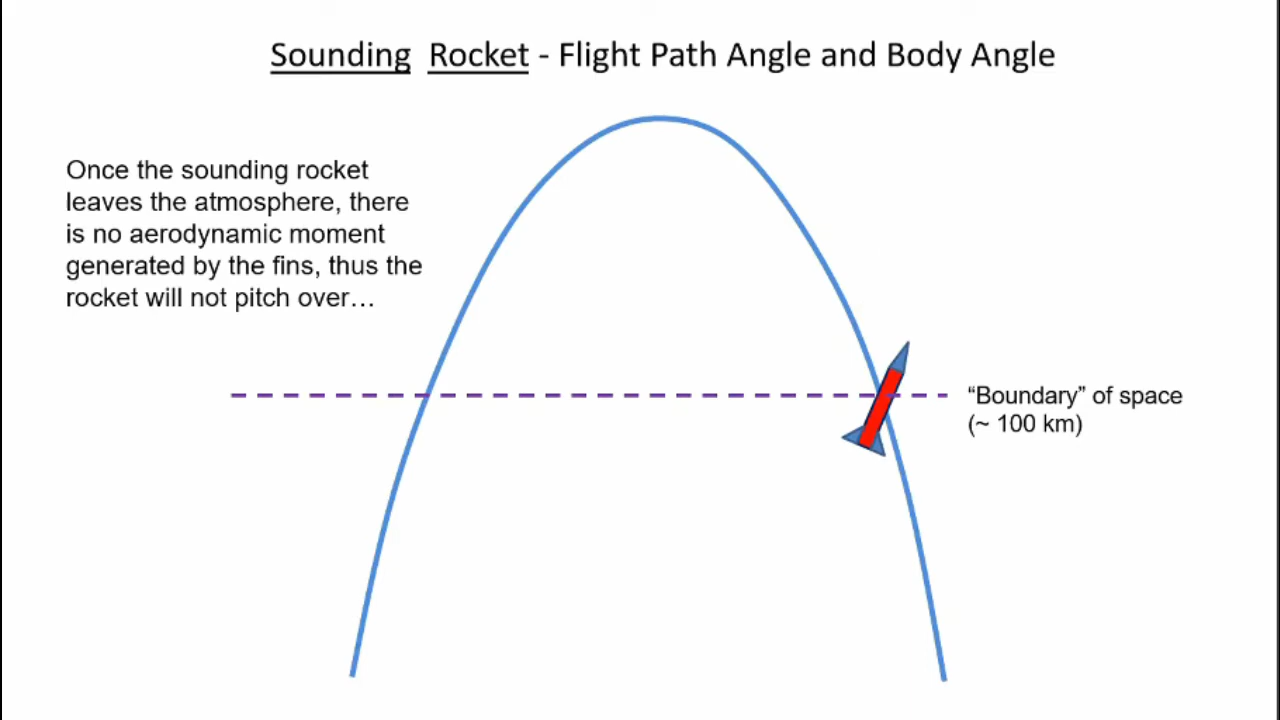 Sounding Rocket - Flight Path Angle and Body Angle
Once the sounding rocket
leaves the atmosphere, there
is no aerodynamic moment
generated by the fins, thus the
rocket will not pitch over…
“Boundary” of space
(~ 100 km)